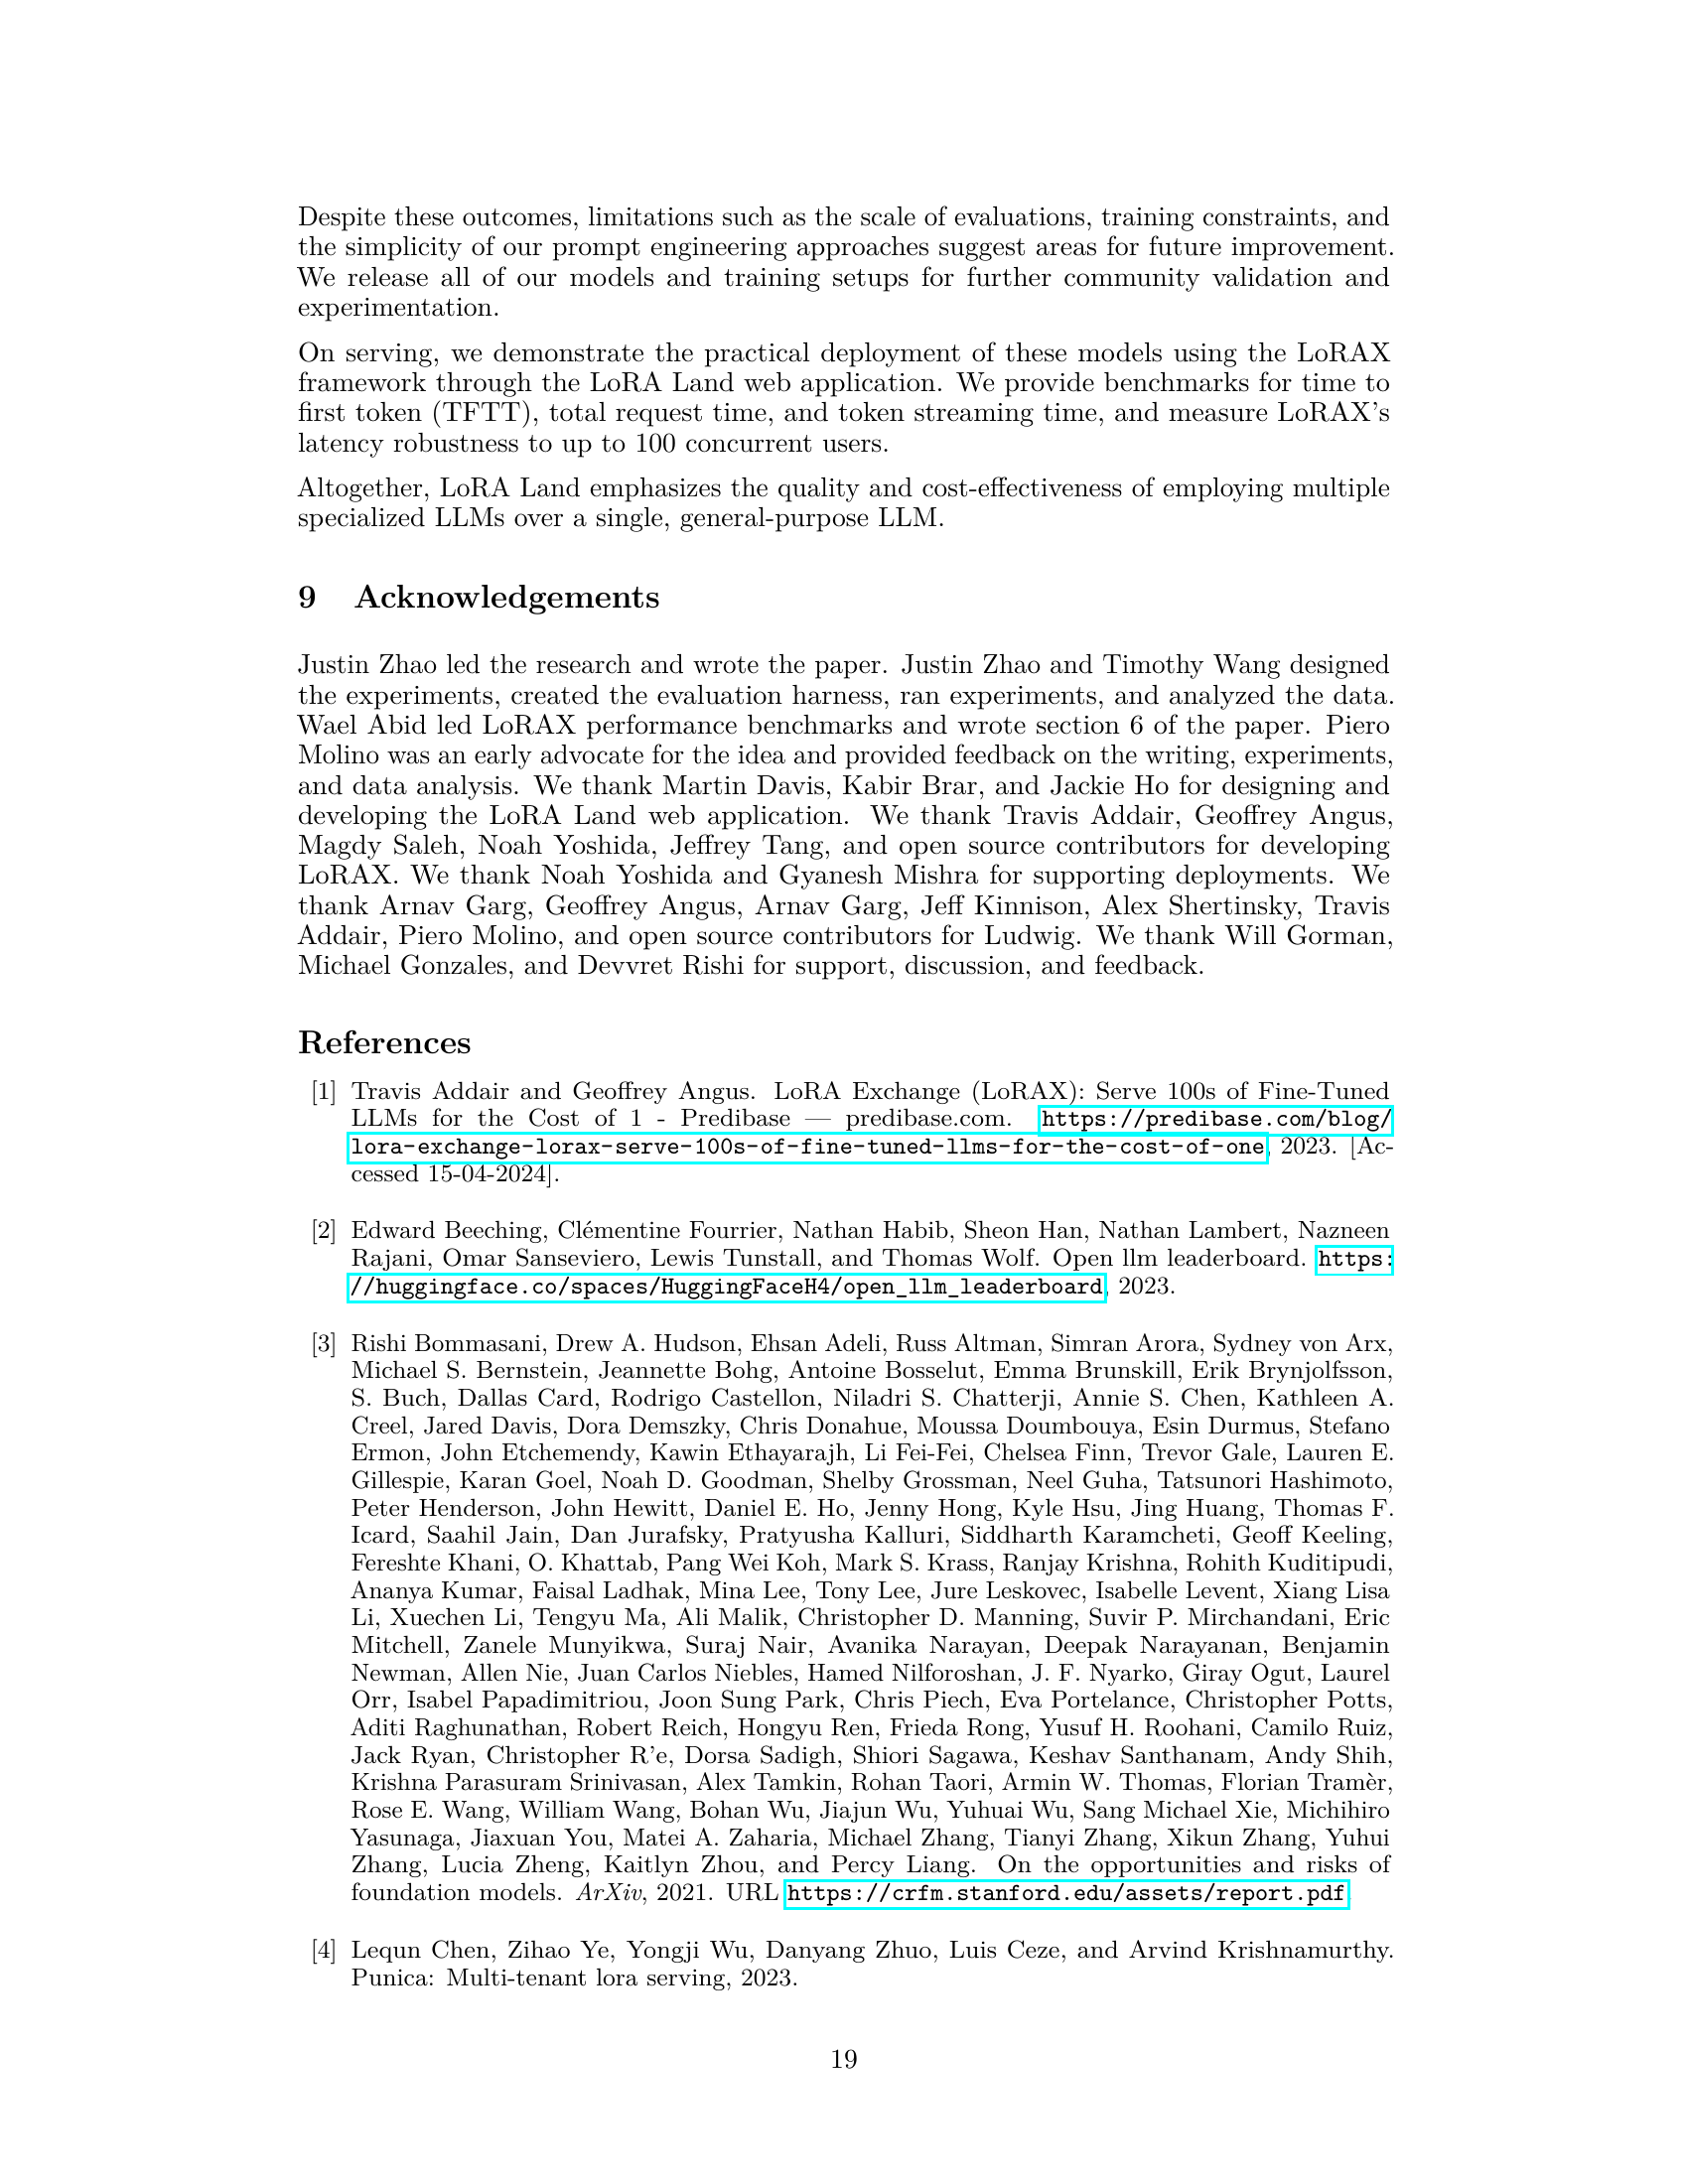 Despite these outcomes, limitations such as the scale of evaluations, training constraints, and
the simplicity of our prompt engineering approaches suggest areas for future improvement.
We release all of our models and training setups for further community validation and
experimentation.
On serving, we demonstrate the practical deployment of these models using the LoRAX
framework through the LoRA Land web application. We provide benchmarks for time to
first token (TFTT), total request time, and token streaming time, and measure LoRAX's
latency robustness to up to 100 concurrent users.
Altogether, LoRA Land emphasizes the quality and cost-effectiveness of employing multiple
specialized LLMs over a single, general-purpose LLM.
9 Acknowledgements
Justin Zhao led the research and wrote the paper. Justin Zhao and Timothy Wang designed
the experiments, created the evaluation harness, ran experiments, and analyzed the data.
Wael Abid led LoRAX performance benchmarks and wrote section 6 of the paper. Piero
Molino was an early advocate for the idea and provided feedback on the writing, experiments,
and data analysis. We thank Martin Davis, Kabir Brar, and Jackie Ho for designing and
developing the LoRA Land web application. We thank Travis Addair, Geoffrey Angus,
Magdy Saleh, Noah Yoshida, Jeffrey Tang, and open source contributors for developing
LoRAX. We thank Noah Yoshida and Gyanesh Mishra for supporting deployments. We
thank Arnav Garg, Geoffrey Angus, Arnav Garg, Jeff Kinnison, Alex Shertinsky, Travis
Addair, Piero Molino, and open source contributors for Ludwig. We thank Will Gorman,
Michael Gonzales, and Devvret Rishi for support, discussion, and feedback.
References
[1] Travis Addair and Geoffrey Angus. LoRA Exchange (LoRAX): Serve 100s of Fine-Tuned
LLMs for the Cost of 1 - Predibase — predibase.com. https://predibase.com/blog/
lora-exchange-lorax-serve-100s-of-fine-tuned-llms-for-the-cost-of-one, 2023. [Ac-
cessed 15-04-2024].
[2] Edward Beeching, Clémentine Fourrier, Nathan Habib, Sheon Han, Nathan Lambert, Nazneen
Rajani, Omar Sanseviero, Lewis Tunstall, and Thomas Wolf. Open llm leaderboard. https:
//huggingface.co/spaces/HuggingFaceH4/open_llm_leaderboard, 2023.
[3] Rishi Bommasani, Drew A. Hudson, Ehsan Adeli, Russ Altman, Simran Arora, Sydney von Arx,
Michael S. Bernstein, Jeannette Bohg, Antoine Bosselut, Emma Brunskill, Erik Brynjolfsson,
S. Buch, Dallas Card, Rodrigo Castellon, Niladri S. Chatterji, Annie S. Chen, Kathleen A.
Creel, Jared Davis, Dora Demszky, Chris Donahue, Moussa Doumbouya, Esin Durmus, Stefano
Ermon, John Etchemendy, Kawin Ethayarajh, Li Fei-Fei, Chelsea Finn, Trevor Gale, Lauren E.
Gillespie, Karan Goel, Noah D. Goodman, Shelby Grossman, Neel Guha, Tatsunori Hashimoto,
Peter Henderson, John Hewitt, Daniel E. Ho, Jenny Hong, Kyle Hsu, Jing Huang, Thomas F.
Icard, Saahil Jain, Dan Jurafsky, Pratyusha Kalluri, Siddharth Karamcheti, Geoff Keeling,
Fereshte Khani, O. Khattab, Pang Wei Koh, Mark S. Krass, Ranjay Krishna, Rohith Kuditipudi,
Ananya Kumar, Faisal Ladhak, Mina Lee, Tony Lee, Jure Leskovec, Isabelle Levent, Xiang Lisa
Li, Xuechen Li, Tengyu Ma, Ali Malik, Christopher D. Manning, Suvir P. Mirchandani, Eric
Mitchell, Zanele Munyikwa, Suraj Nair, Avanika Narayan, Deepak Narayanan, Benjamin
Newman, Allen Nie, Juan Carlos Niebles, Hamed Nilforoshan, J. F. Nyarko, Giray Ogut, Laurel
Orr, Isabel Papadimitriou, Joon Sung Park, Chris Piech, Eva Portelance, Christopher Potts,
Aditi Raghunathan, Robert Reich, Hongyu Ren, Frieda Rong, Yusuf H. Roohani, Camilo Ruiz,
Jack Ryan, Christopher R'e, Dorsa Sadigh, Shiori Sagawa, Keshav Santhanam, Andy Shih,
Krishna Parasuram Srinivasan, Alex Tamkin, Rohan Taori, Armin W. Thomas, Florian Tramèr,
Rose E. Wang, William Wang, Bohan Wu, Jiajun Wu, Yuhuai Wu, Sang Michael Xie, Michihiro
Yasunaga, Jiaxuan You, Matei A. Zaharia, Michael Zhang, Tianyi Zhang, Xikun Zhang, Yuhui
Zhang, Lucia Zheng, Kaitlyn Zhou, and Percy Liang. On the opportunities and risks of
foundation models. ArXiv, 2021. URL https://crfm.stanford.edu/assets/report.pdf
[4] Lequn Chen, Zihao Ye, Yongji Wu, Danyang Zhuo, Luis Ceze, and Arvind Krishnamurthy.
Punica: Multi-tenant lora serving, 2023.
19